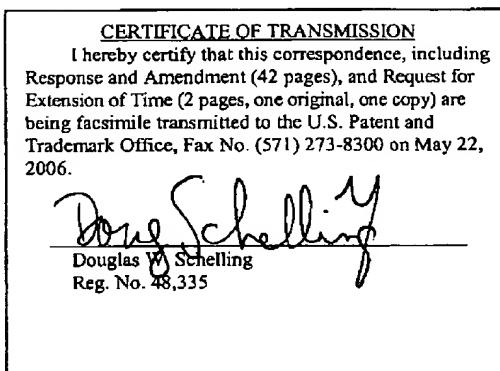 CERTIFICATE OF TRANSMISSION
I hereby certify that this correspondence, including
Response and Amendment (42 pages), and Request for
Extension of Time (2 pages, one original, one copy) are
being facsimile transmitted to the U.S. Patent and
Trademark Office, Fax No. (571) 273-8300 on May 22,
2006.
Doug Schelling
Douglas W. Schelling
Reg. No. 48,335